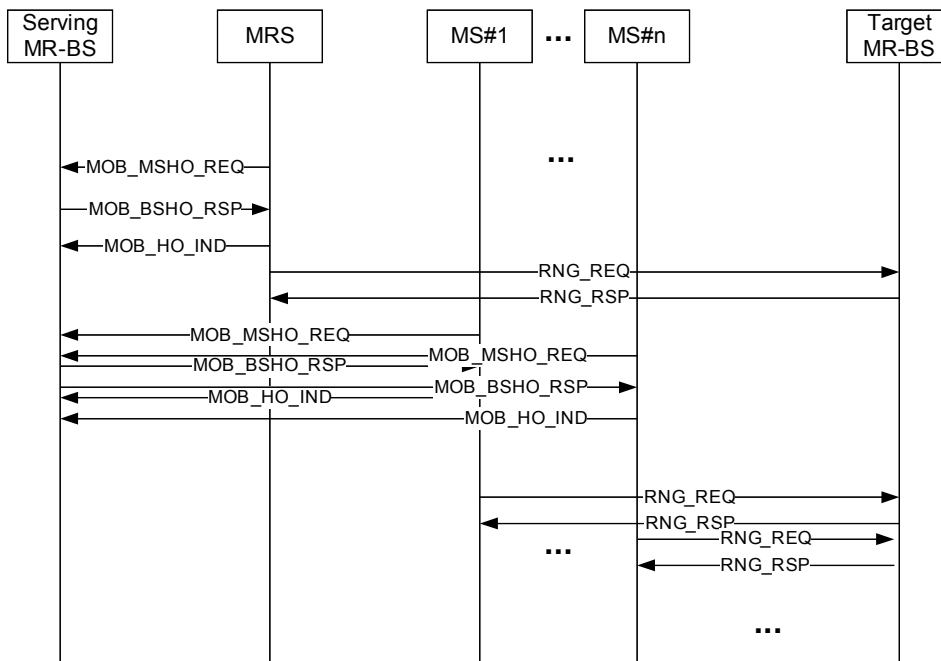 Serving
MR-BS
MRS
MS#1
...
MS#n
Target
MR-BS
...
MOB_MSHO_REQ
MOB_BSHO_RSP
MOB_HO_IND
RNG_REQ
RNG_RSP
MOB_MSHO_REQ
MOB_MSHO_REQ
MOB_BSHO_RSP
MOB_BSHO_RSP
MOB_HO_IND
MOB_HO_IND
RNG_REQ
RNG_RSP
RNG_REQ
...
RNG_RSP
...